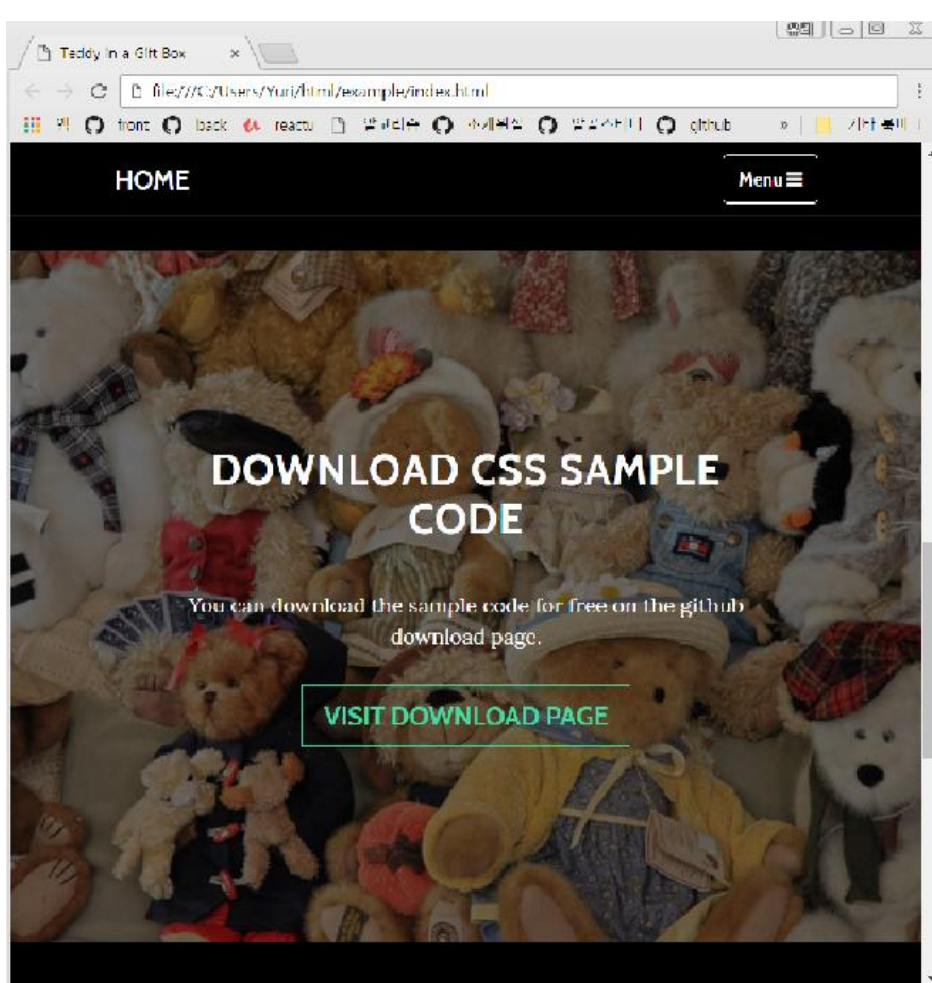 Teddy in a Gift Box
file:///C:/Users/Yuri/html/example/index.html
front back reactu github
HOME
Menu
DOWNLOAD CSS SAMPLE
CODE
You can download the sample code for free on the github
download page.
VISIT DOWNLOAD PAGE